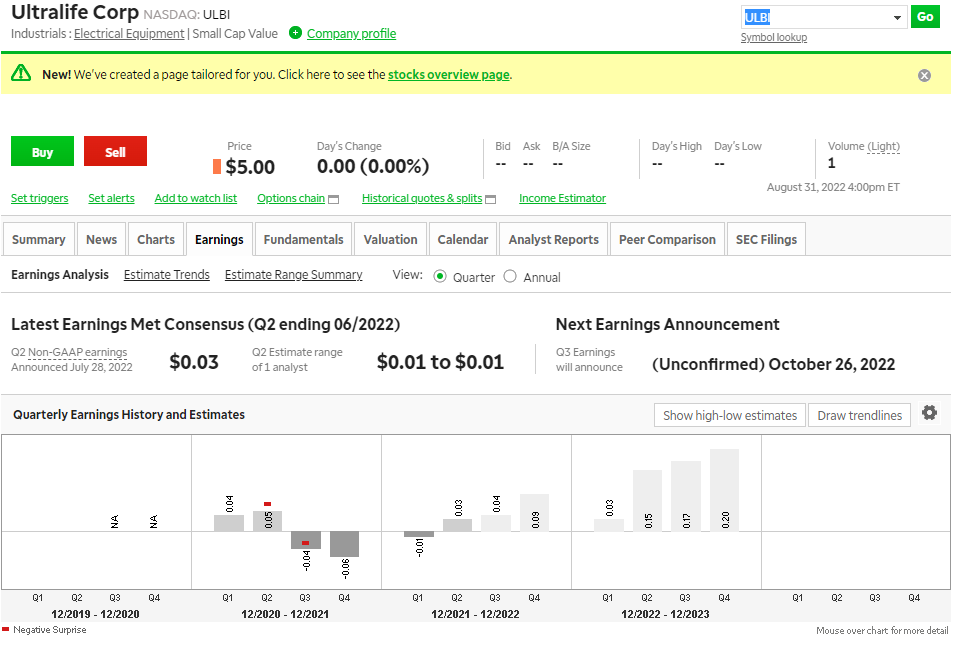 Ultralife Corp NASDAQ: ULBI
Industrials : Electrical Equipment | Small Cap Value Company profile
ULBI Go
Symbol lookup
New! We've created a page tailored for you. Click here to see the stocks overview page.
Buy Sell
Price
$5.00
Day's Change
0.00 (0.00%)
Bid Ask B/A Size
-- -- --
Day's High Day's Low
-- --
Volume (Light)
1
August 31, 2022 4:00pm ET
Set triggers Set alerts Add to watch list Options chain Historical quotes & splits Income Estimator
Summary News Charts Earnings Fundamentals Valuation Calendar Analyst Reports Peer Comparison SEC Filings
Earnings Analysis Estimate Trends Estimate Range Summary View: Quarter Annual
Latest Earnings Met Consensus (Q2 ending 06/2022)
Q2 Non-GAAP earnings
Announced July 28, 2022
$0.03
Q2 Estimate range
of 1 analyst
$0.01 to $0.01
Next Earnings Announcement
Q3 Earnings
will announce
(Unconfirmed) October 26, 2022
Quarterly Earnings History and Estimates
Show high-low estimates Draw trendlines
NA NA 0.04 0.05 -0.04 -0.06 -0.01 0.03 0.04 0.09 0.03 0.15 0.17 0.20
Q1 Q2 Q3 Q4 Q1 Q2 Q3 Q4 Q1 Q2 Q3 Q4 Q1 Q2 Q3 Q4 Q1 Q2 Q3 Q4
12/2019 - 12/2020 12/2020 - 12/2021 12/2021 - 12/2022 12/2022 - 12/2023
Negative Surprise
Mouse over chart for more detail